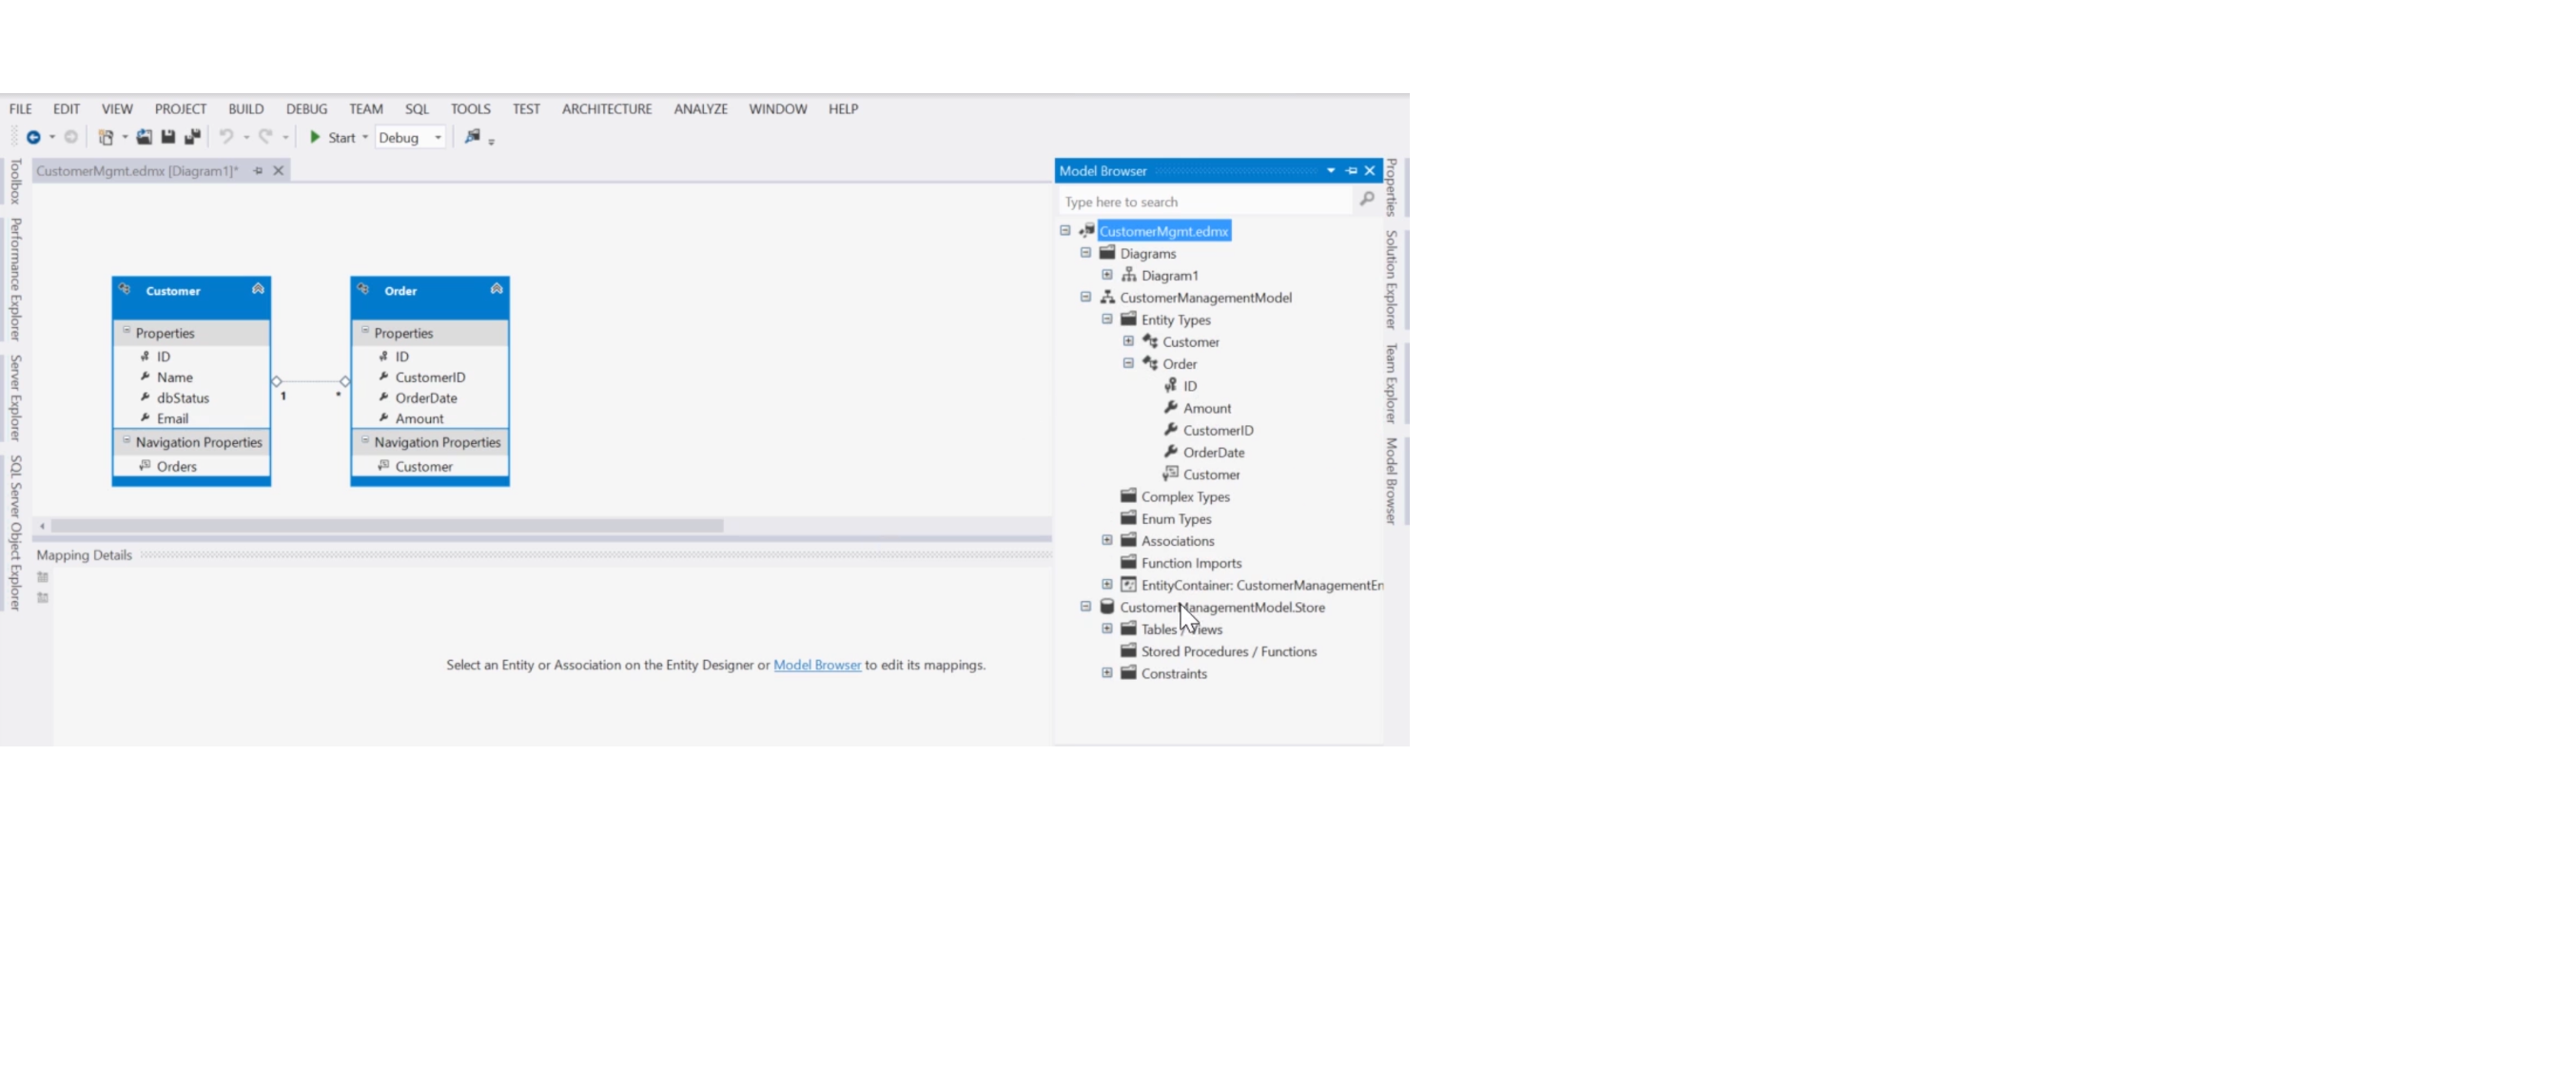 FILE EDIT VIEW PROJECT BUILD DEBUG TEAM SQL TOOLS TEST ARCHITECTURE ANALYZE WINDOW HELP
Start Debug
Toolbox
Performance Explorer
Server Explorer
SQL Server Object Explorer
CustomerMgmt.edmx [Diagram1]*
Customer
Properties
ID
Name
dbStatus
Email
Navigation Properties
Orders
1
*
Order
Properties
ID
CustomerID
OrderDate
Amount
Navigation Properties
Customer
Mapping Details
Select an Entity or Association on the Entity Designer or Model Browser to edit its mappings.
Model Browser
Type here to search
CustomerMgmt.edmx
Diagrams
Diagram1
CustomerManagementModel
Entity Types
Customer
Order
ID
Amount
CustomerID
OrderDate
Customer
Complex Types
Enum Types
Associations
Function Imports
EntityContainer: CustomerManagementEn
CustomerManagementModel.Store
Tables / Views
Stored Procedures / Functions
Constraints
Properties
Solution Explorer
Team Explorer
Model Browser